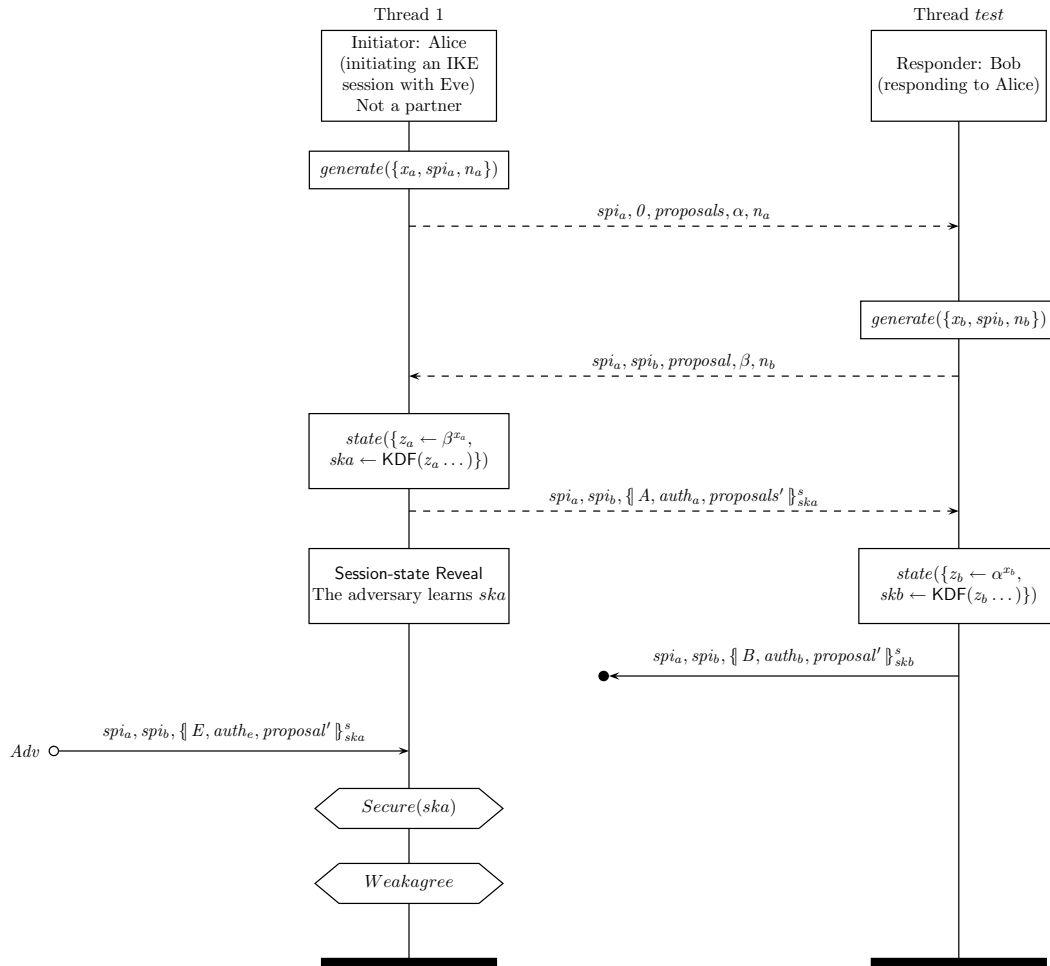 Thread 1
Thread test
Initiator: Alice
(initiating an IKE
session with Eve)
Not a partner
Responder: Bob
(responding to Alice)
generate({x_a, spi_a, n_a})
spi_a, 0, proposals, α, n_a
generate({x_b, spi_b, n_b})
spi_a, spi_b, proposal, β, n_b
state({z_a ← β^{x_a},
ska ← KDF(z_a ...)})
spi_a, spi_b, {| A, auth_a, proposals′ |}^s_{ska}
Session-state Reveal
The adversary learns ska
state({z_b ← α^{x_b},
skb ← KDF(z_b ...)})
spi_a, spi_b, {| B, auth_b, proposal′ |}^s_{skb}
spi_a, spi_b, {| E, auth_e, proposal′ |}^s_{ska}
Adv
Secure(ska)
Weakagree